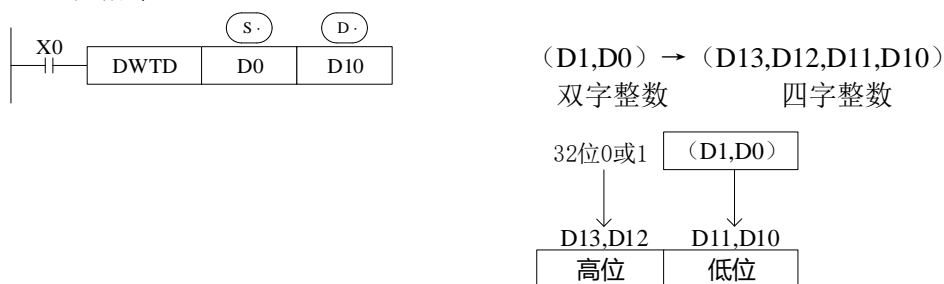 S·
D·
X0
DWTD
D0
D10
（D1,D0）→（D13,D12,D11,D10）
双字整数
四字整数
32位0或1
（D1,D0）
D13,D12
D11,D10
高位
低位